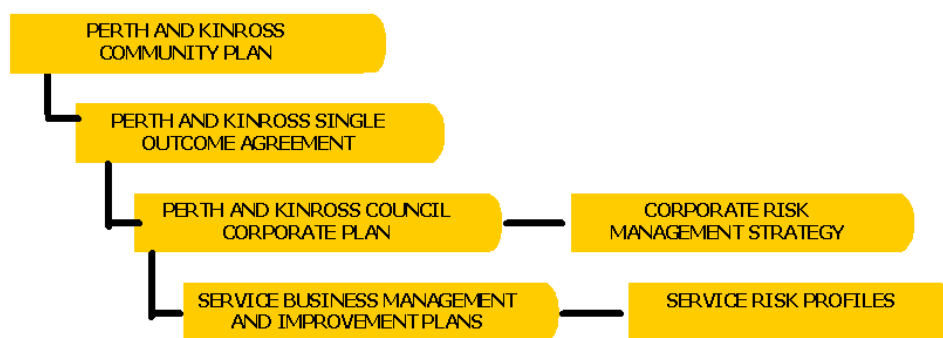 PERTH AND KINROSS
COMMUNITY PLAN
PERTH AND KINROSS SINGLE
OUTCOME AGREEMENT
PERTH AND KINROSS COUNCIL
CORPORATE PLAN
CORPORATE RISK
MANAGEMENT STRATEGY
SERVICE BUSINESS MANAGEMENT
AND IMPROVEMENT PLANS
SERVICE RISK PROFILES